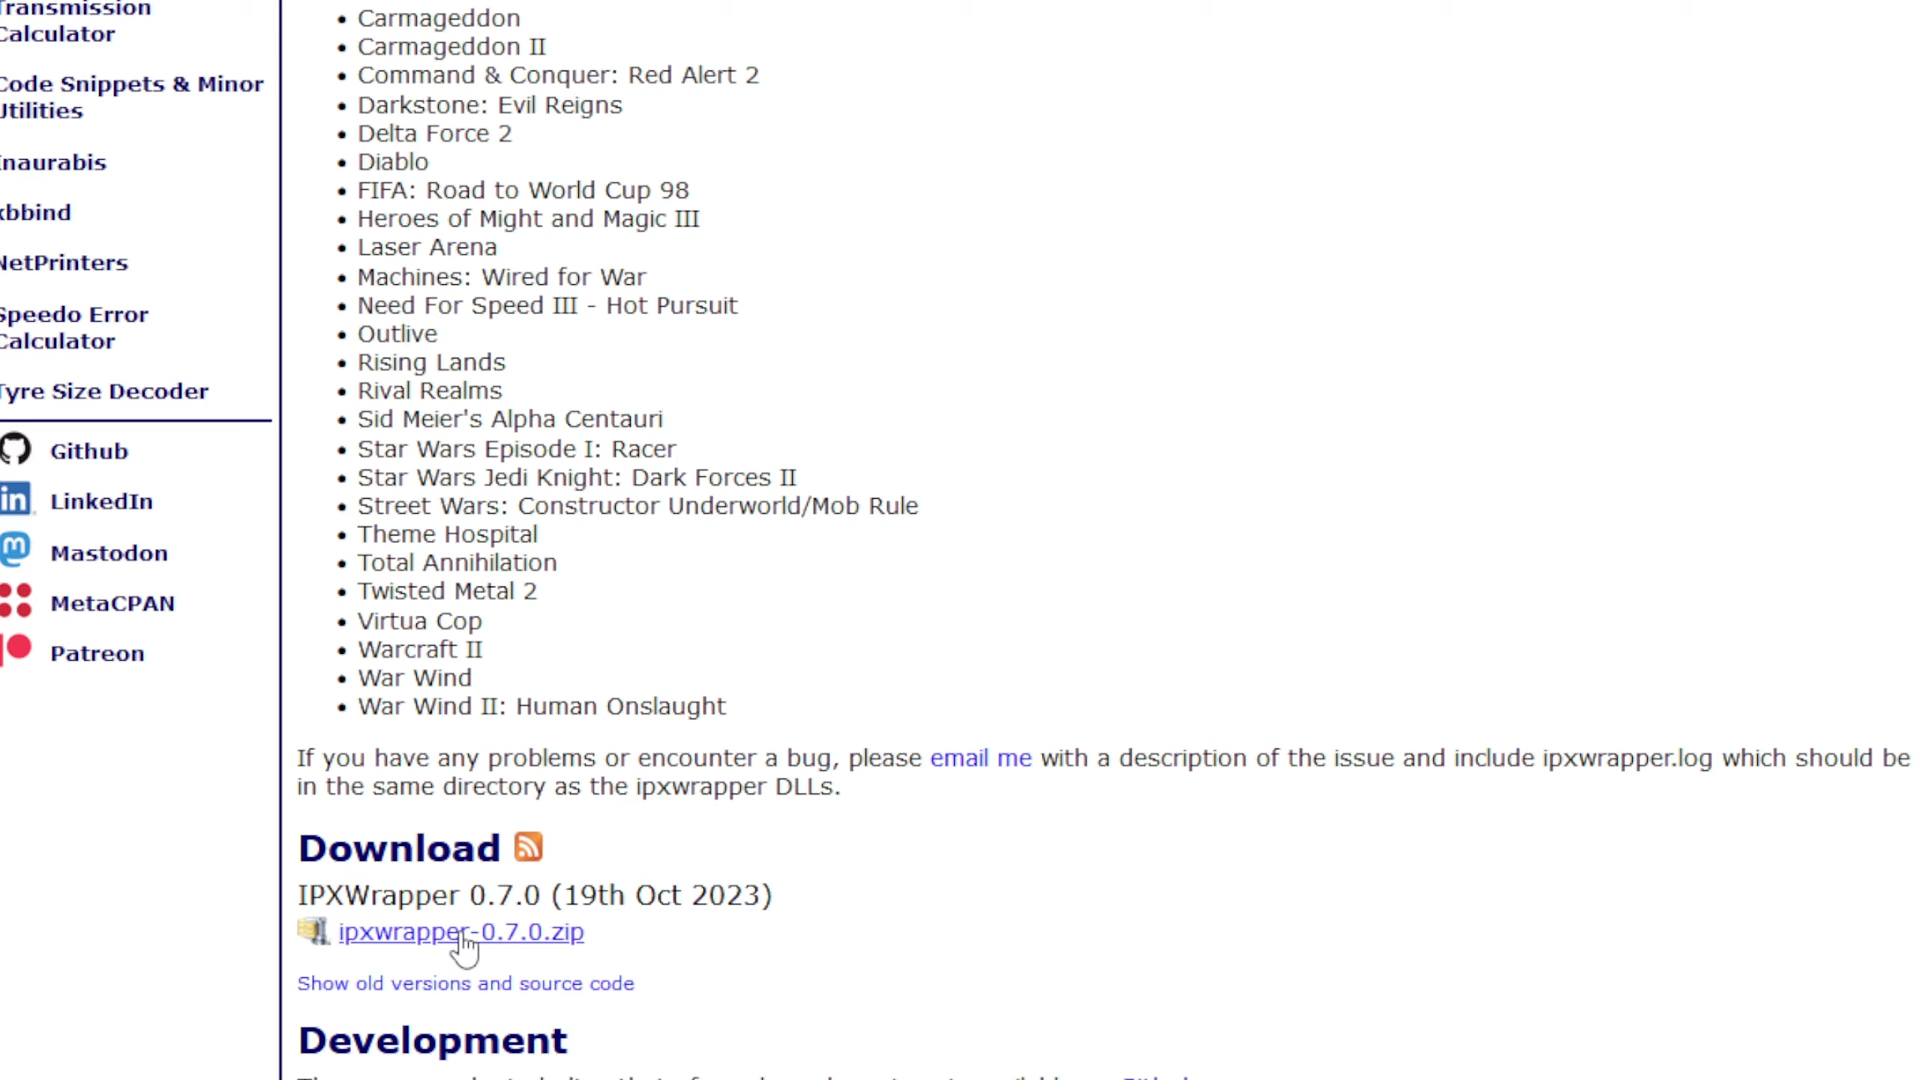 Transmission
Calculator
Code Snippets & Minor
Utilities
Inaurabis
kbbind
NetPrinters
Speedo Error
Calculator
Tyre Size Decoder
Github
LinkedIn
Mastodon
MetaCPAN
Patreon
Carmageddon
Carmageddon II
Command & Conquer: Red Alert 2
Darkstone: Evil Reigns
Delta Force 2
Diablo
FIFA: Road to World Cup 98
Heroes of Might and Magic III
Laser Arena
Machines: Wired for War
Need For Speed III - Hot Pursuit
Outlive
Rising Lands
Rival Realms
Sid Meier's Alpha Centauri
Star Wars Episode I: Racer
Star Wars Jedi Knight: Dark Forces II
Street Wars: Constructor Underworld/Mob Rule
Theme Hospital
Total Annihilation
Twisted Metal 2
Virtua Cop
Warcraft II
War Wind
War Wind II: Human Onslaught
If you have any problems or encounter a bug, please email me with a description of the issue and include ipxwrapper.log which should be
in the same directory as the ipxwrapper DLLs.
Download
IPXWrapper 0.7.0 (19th Oct 2023)
ipxwrapper-0.7.0.zip
Show old versions and source code
Development